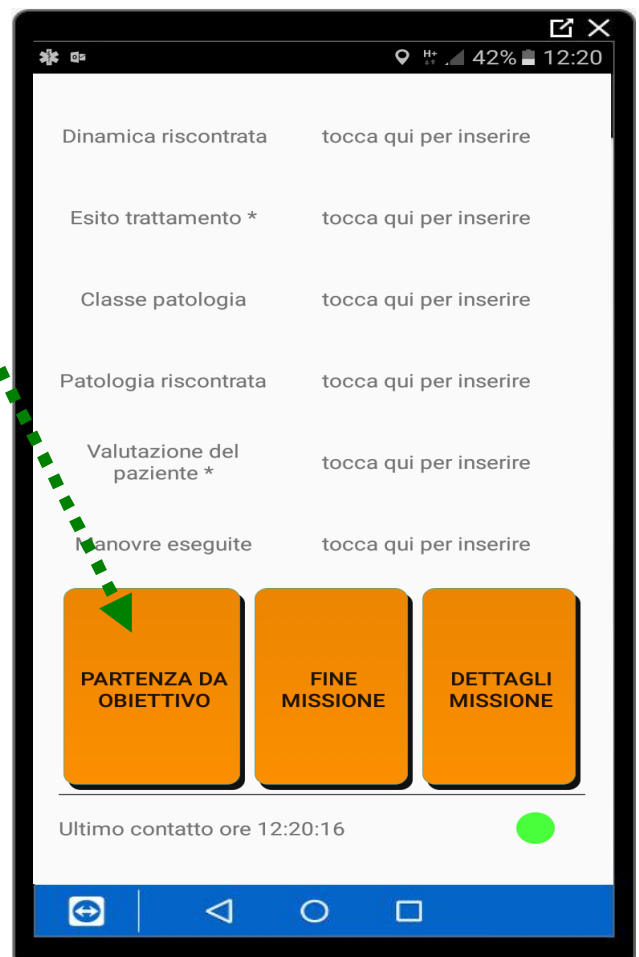 H+ 42% 12:20
Dinamica riscontrata tocca qui per inserire
Esito trattamento * tocca qui per inserire
Classe patologia tocca qui per inserire
Patologia riscontrata tocca qui per inserire
Valutazione del
paziente * tocca qui per inserire
Manovre eseguite tocca qui per inserire
PARTENZA DA
OBIETTIVO
FINE
MISSIONE
DETTAGLI
MISSIONE
Ultimo contatto ore 12:20:16